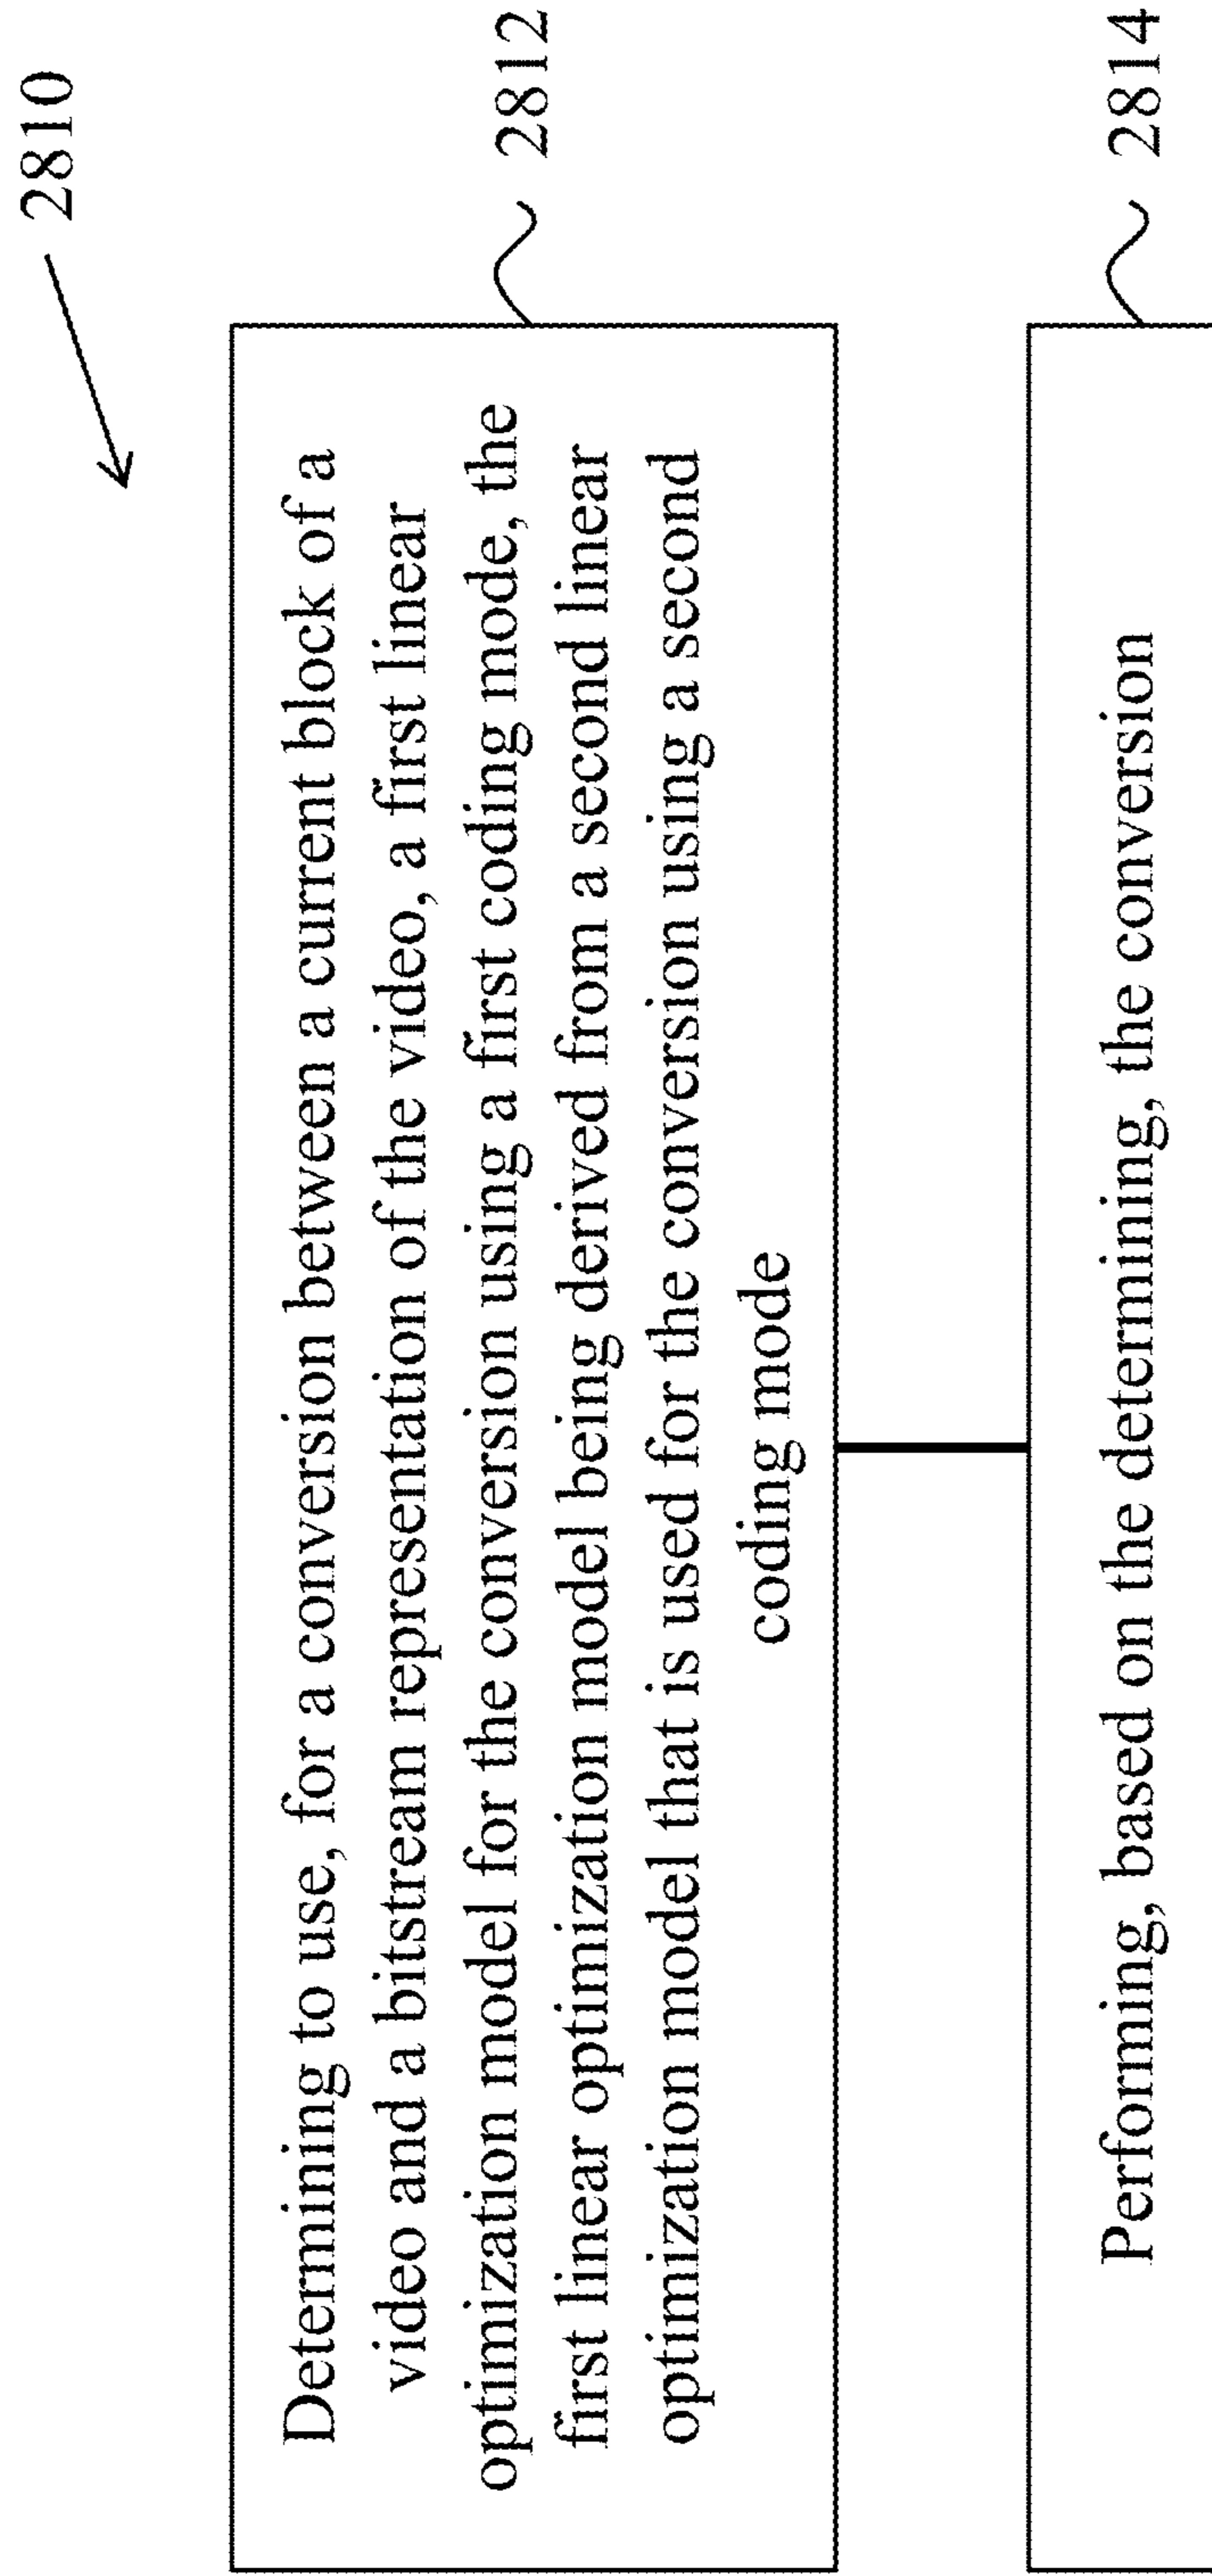 2810
Determining to use, for a conversion between a current block of a
video and a bitstream representation of the video, a first linear
optimization model for the conversion using a first coding mode, the
first linear optimization model being derived from a second linear
optimization model that is used for the conversion using a second
coding mode
2812
Performing, based on the determining, the conversion
2814